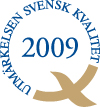 UTMÄRKELSEN SVENSK KVALITET
2009